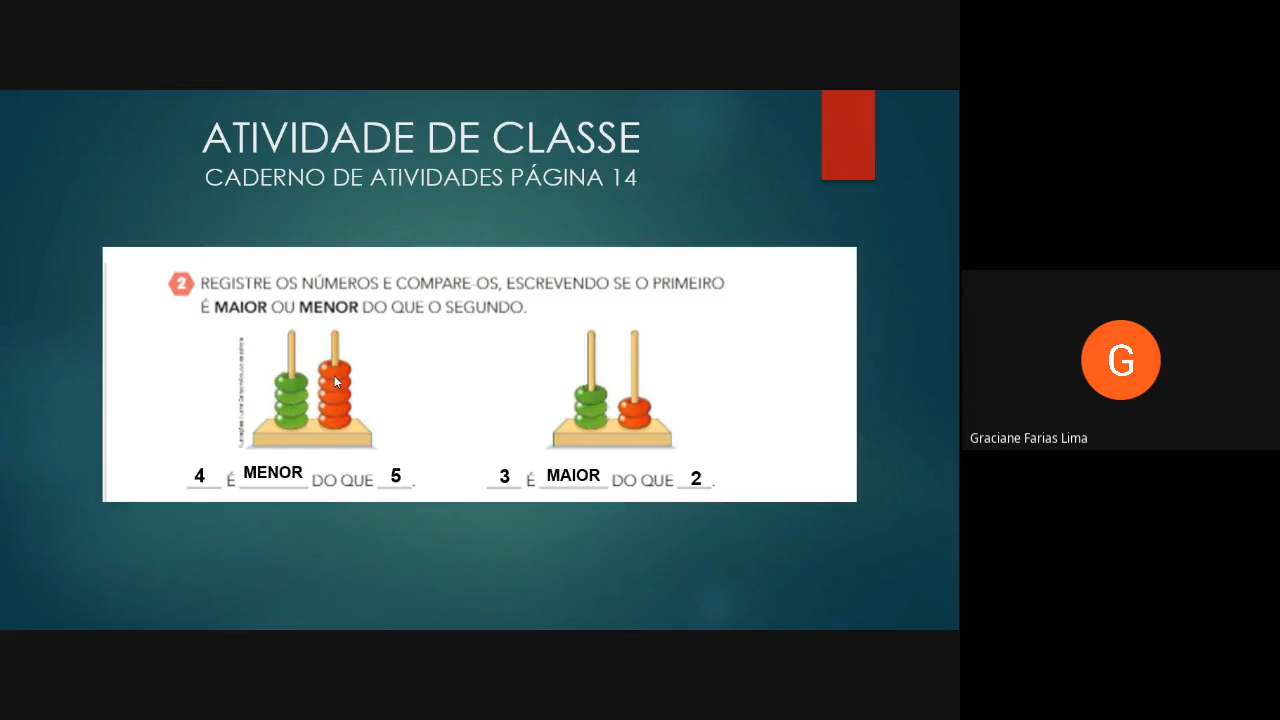 ATIVIDADE DE CLASSE
CADERNO DE ATIVIDADES PÁGINA 14
2 REGISTRE OS NÚMEROS E COMPARE-OS, ESCREVENDO SE O PRIMEIRO
É MAIOR OU MENOR DO QUE O SEGUNDO.
4 É MENOR DO QUE 5.
3 É MAIOR DO QUE 2.
G
Graciane Farias Lima